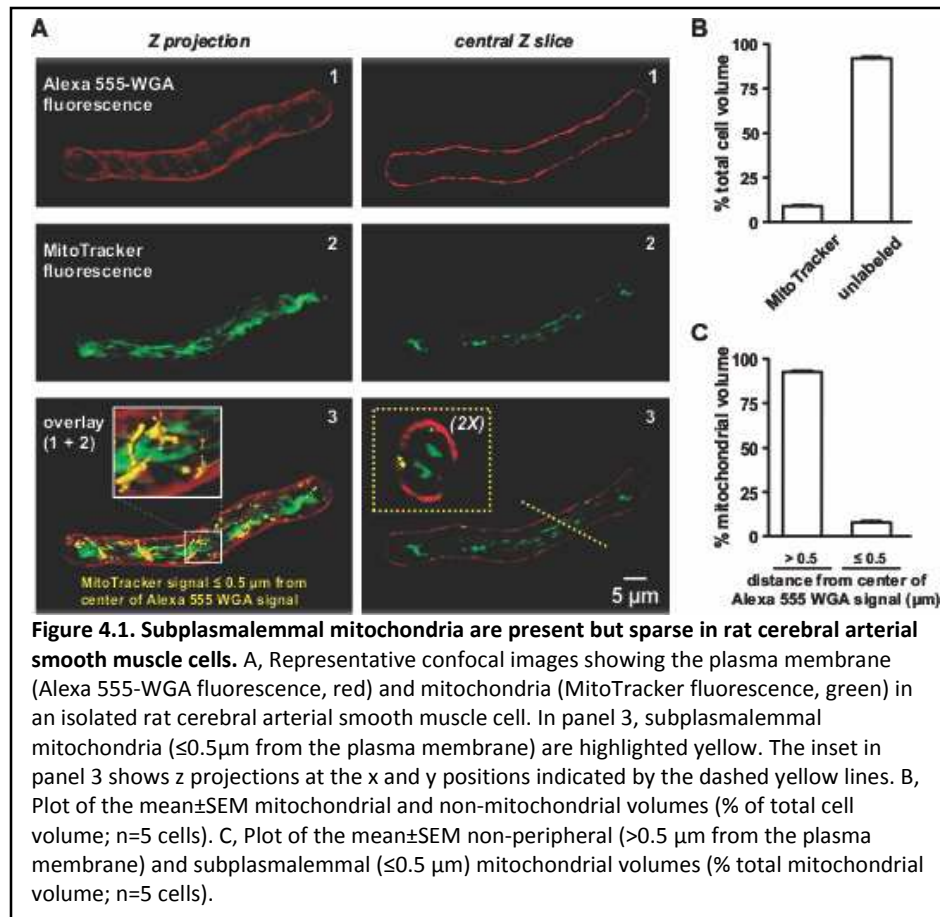 A
Z projection
central Z slice
Alexa 555-WGA
fluorescence
1
1
MitoTracker
fluorescence
2
2
overlay
(1 + 2)
3
MitoTracker signal ≤ 0.5 µm from
center of Alexa 555 WGA signal
(2X)
3
5 µm
B
% total cell volume
100
75
50
25
0
MitoTracker
unlabeled
C
% mitochondrial volume
100
75
50
25
0
> 0.5
≤ 0.5
distance from center of
Alexa 555 WGA signal (µm)
Figure 4.1. Subplasmalemmal mitochondria are present but sparse in rat cerebral arterial
smooth muscle cells. A, Representative confocal images showing the plasma membrane
(Alexa 555-WGA fluorescence, red) and mitochondria (MitoTracker fluorescence, green) in
an isolated rat cerebral arterial smooth muscle cell. In panel 3, subplasmalemmal
mitochondria (≤0.5µm from the plasma membrane) are highlighted yellow. The inset in
panel 3 shows z projections at the x and y positions indicated by the dashed yellow lines. B,
Plot of the mean±SEM mitochondrial and non-mitochondrial volumes (% of total cell
volume; n=5 cells). C, Plot of the mean±SEM non-peripheral (>0.5 µm from the plasma
membrane) and subplasmalemmal (≤0.5 µm) mitochondrial volumes (% total mitochondrial
volume; n=5 cells).